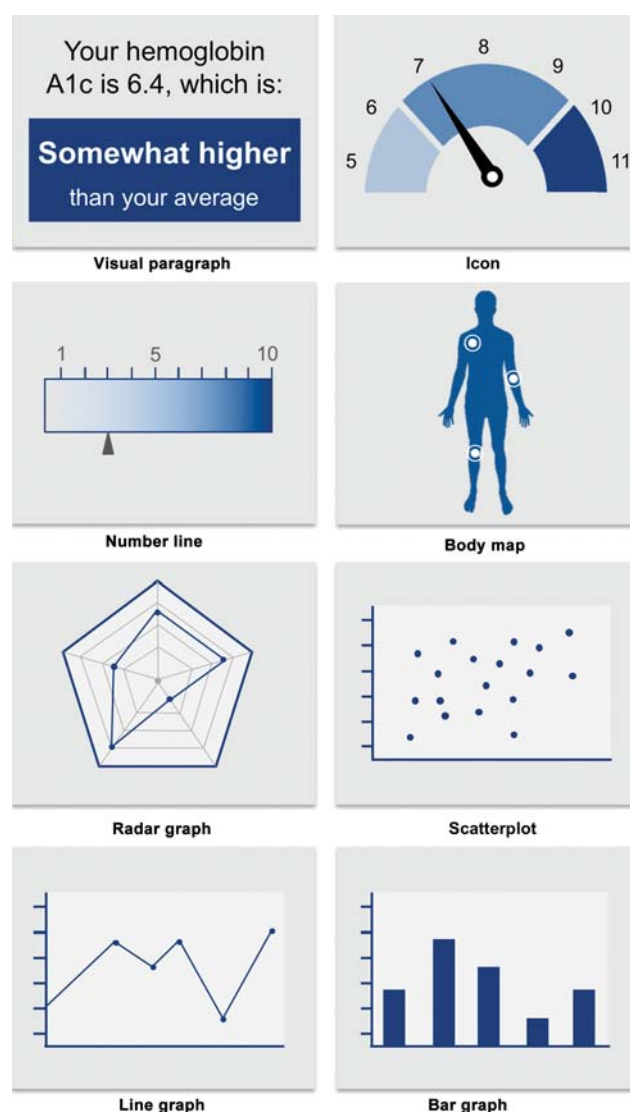 Your hemoglobin
A1c is 6.4, which is:
Somewhat higher
than your average
Visual paragraph
5
6
7
8
9
10
11
Icon
1 5 10
Number line
Body map
Radar graph
Scatterplot
Line graph
Bar graph